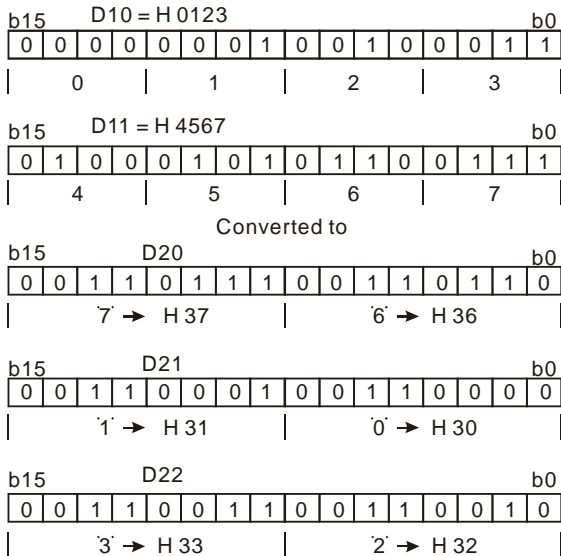 D10 = H 0123
b15 b0
0 0 0 0 0 0 0 1 0 0 1 0 0 0 1 1
0 1 2 3
D11 = H 4567
b15 b0
0 1 0 0 0 1 0 1 0 1 1 0 0 1 1 1
4 5 6 7
Converted to
b15 D20 b0
0 0 1 1 0 1 1 1 0 0 1 1 0 1 1 0
'7' → H 37 '6' → H 36
b15 D21 b0
0 0 1 1 0 0 0 1 0 0 1 1 0 0 0 0
'1' → H 31 '0' → H 30
b15 D22 b0
0 0 1 1 0 0 1 1 0 0 1 1 0 0 1 0
'3' → H 33 '2' → H 32